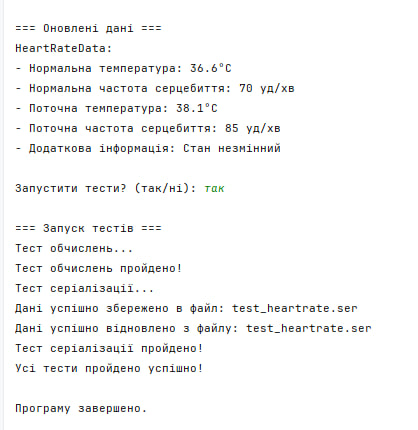 === Оновлені дані ===
HeartRateData:
- Нормальна температура: 36.6°C
- Нормальна частота серцебиття: 70 уд/хв
- Поточна температура: 38.1°C
- Поточна частота серцебиття: 85 уд/хв
- Додаткова інформація: Стан незмінний
Запустити тести? (так/ні): так
=== Запуск тестів ===
Тест обчислень...
Тест обчислень пройдено!
Тест серіалізації...
Дані успішно збережено в файл: test_heartrate.ser
Дані успішно відновлено з файлу: test_heartrate.ser
Тест серіалізації пройдено!
Усі тести пройдено успішно!
Програму завершено.